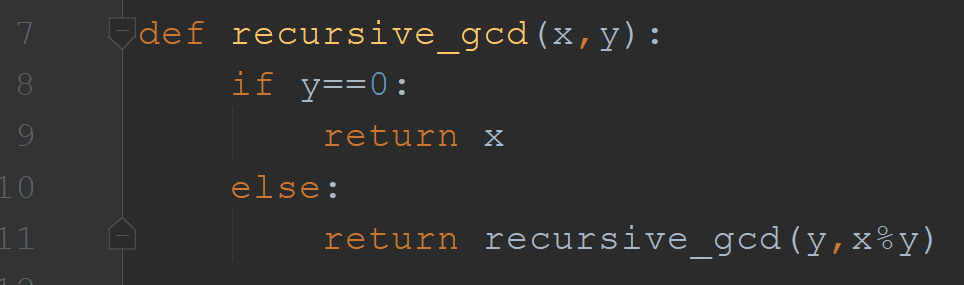 7 def recursive_gcd(x,y):
8     if y==0:
9         return x
10     else:
11         return recursive_gcd(y,x%y)